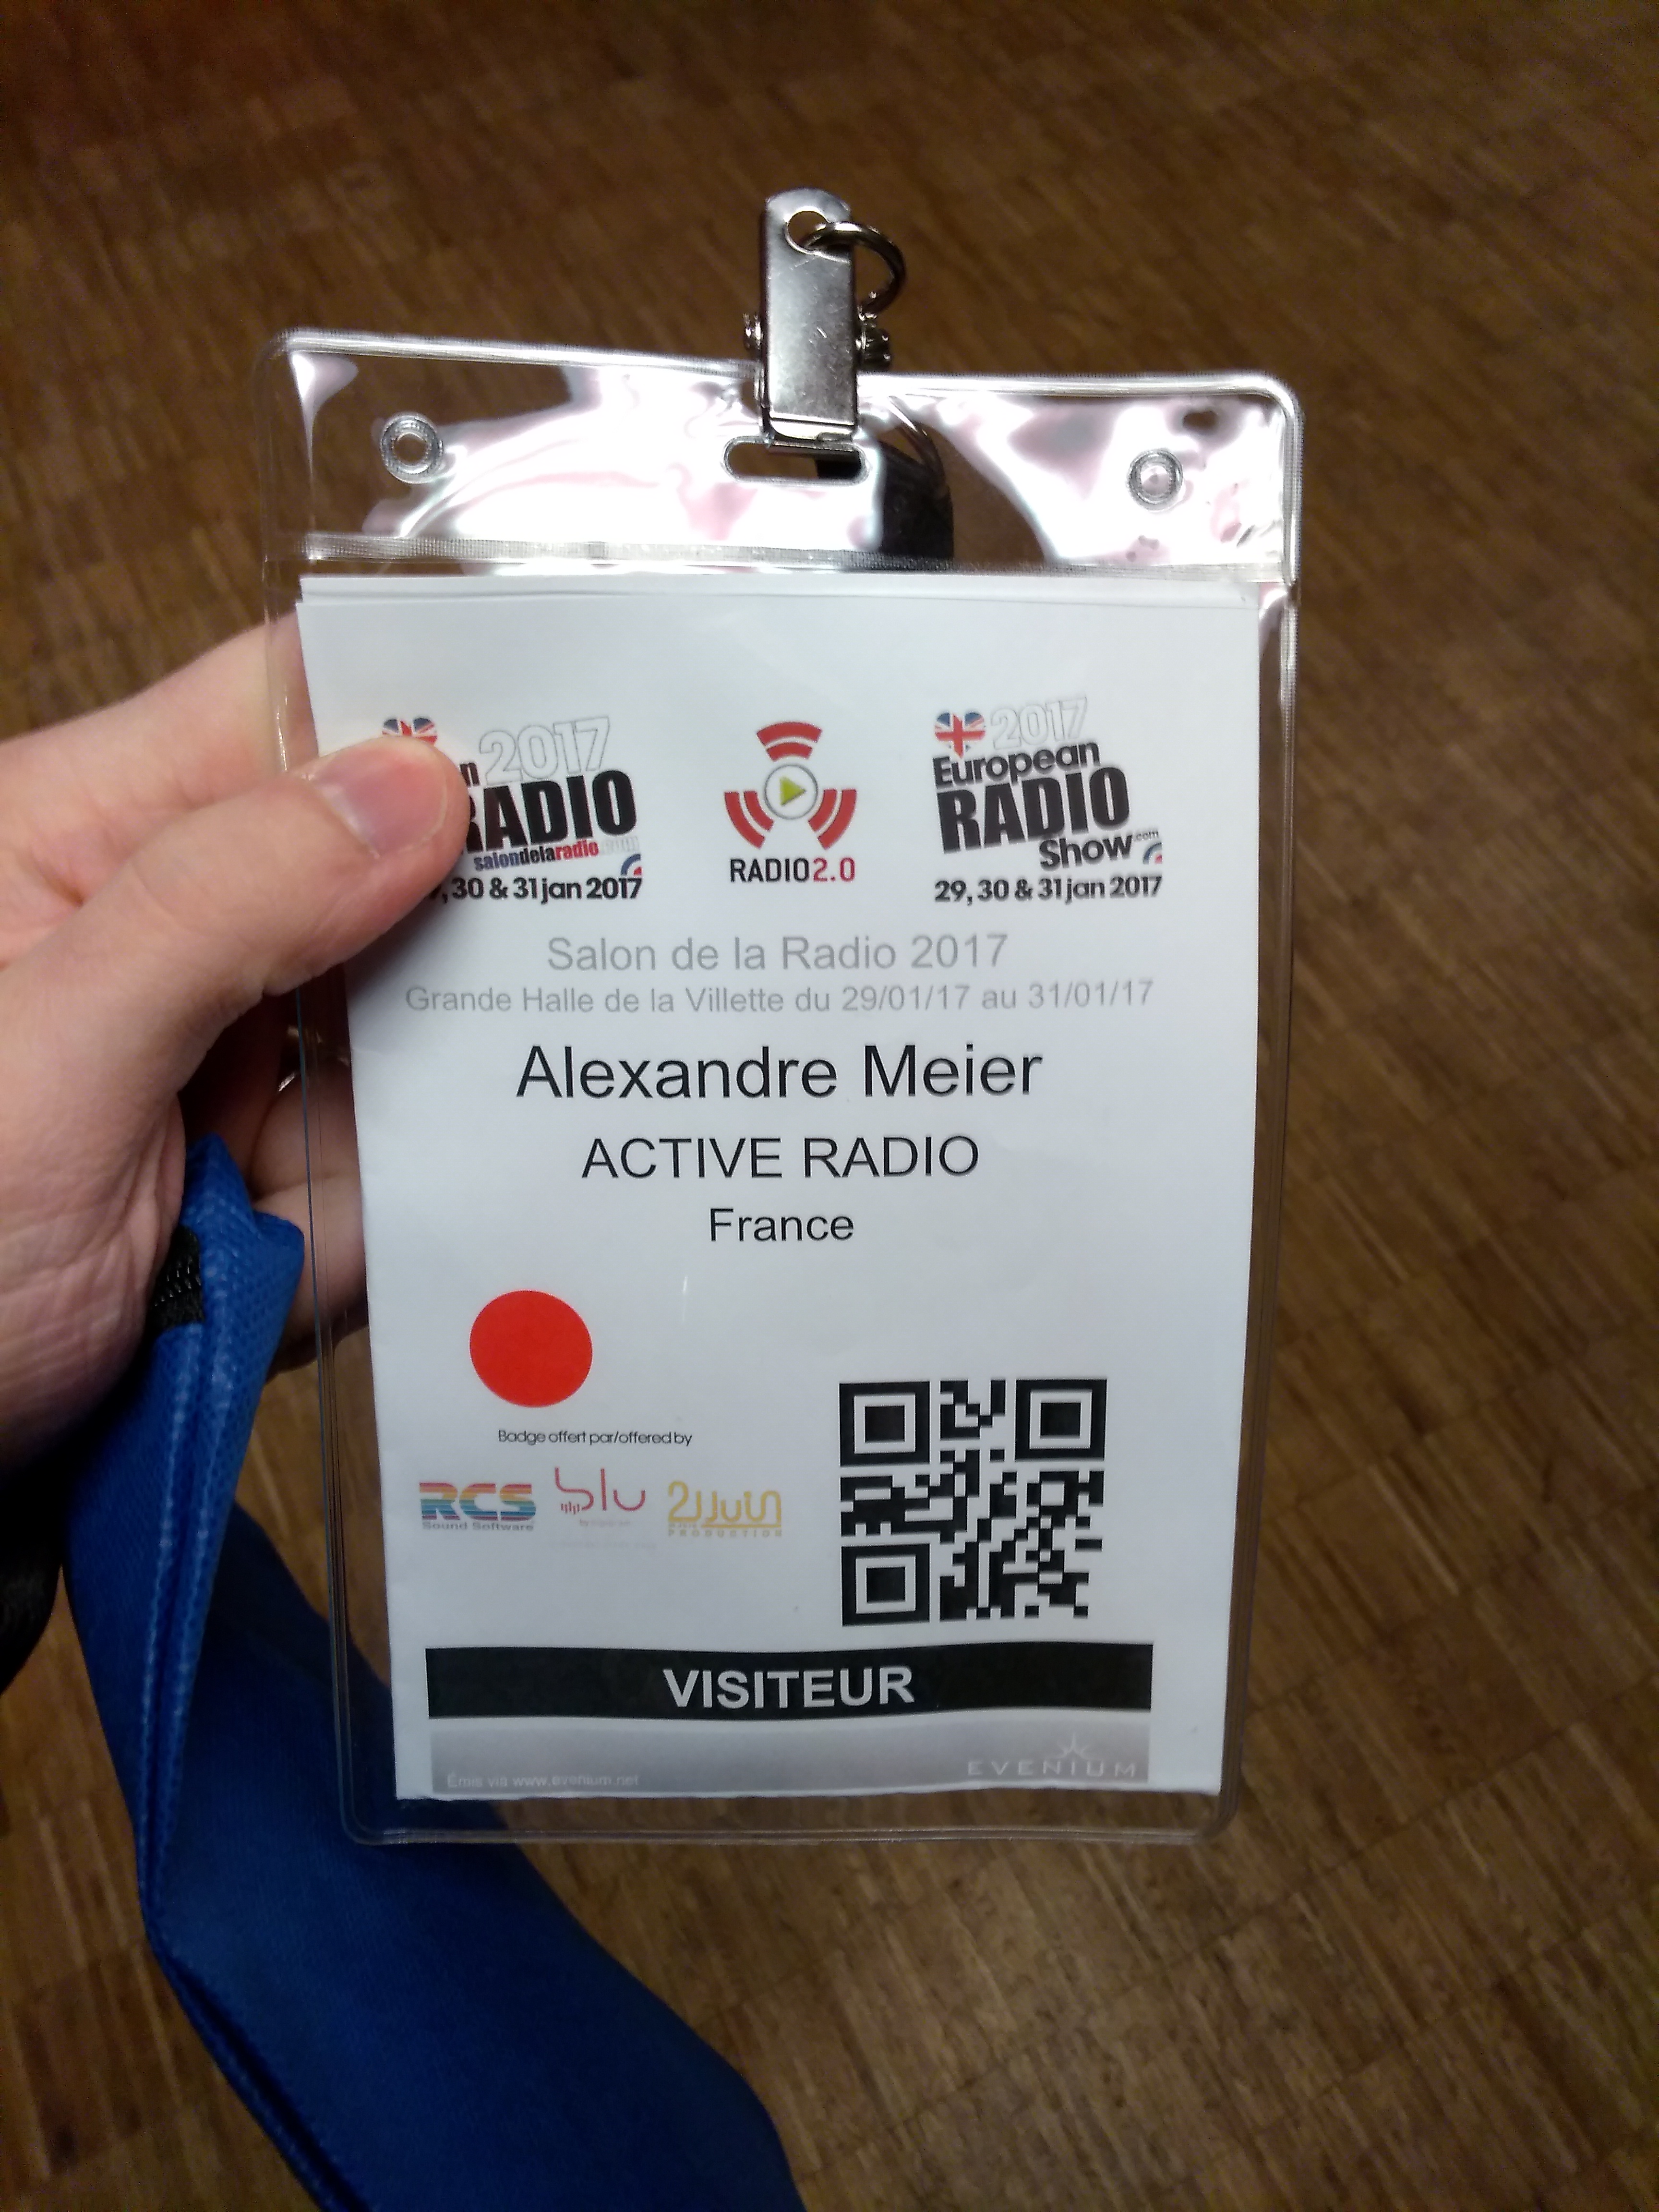 2017
RADIO
salondelaradio.com
, 30 & 31 jan 2017
RADIO2.0
2017
European
RADIO
Show.com
29, 30 & 31 jan 2017
Salon de la Radio 2017
Grande Halle de la Villette du 29/01/17 au 31/01/17
Alexandre Meier
ACTIVE RADIO
France
Badge offert par/offered by
RCS
Sound Software
blu
21Juin
PRODUCTION
VISITEUR
Émis via www.evenium.net
EVENIUM